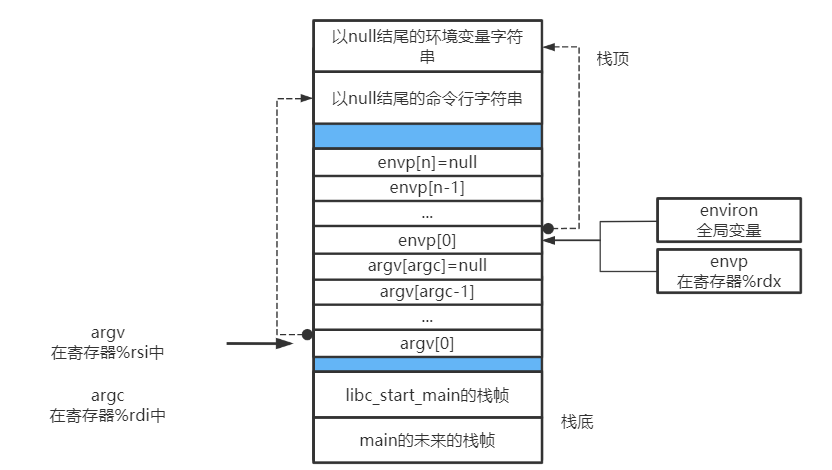 以null结尾的环境变量字符
串
栈顶
以null结尾的命令行字符串
envp[n]=null
envp[n-1]
...
envp[0]
argv[argc]=null
argv[argc-1]
...
argv[0]
libc_start_main的栈帧
main的未来的栈帧
栈底
environ
全局变量
envp
在寄存器%rdx
argv
在寄存器%rsi中
argc
在寄存器%rdi中